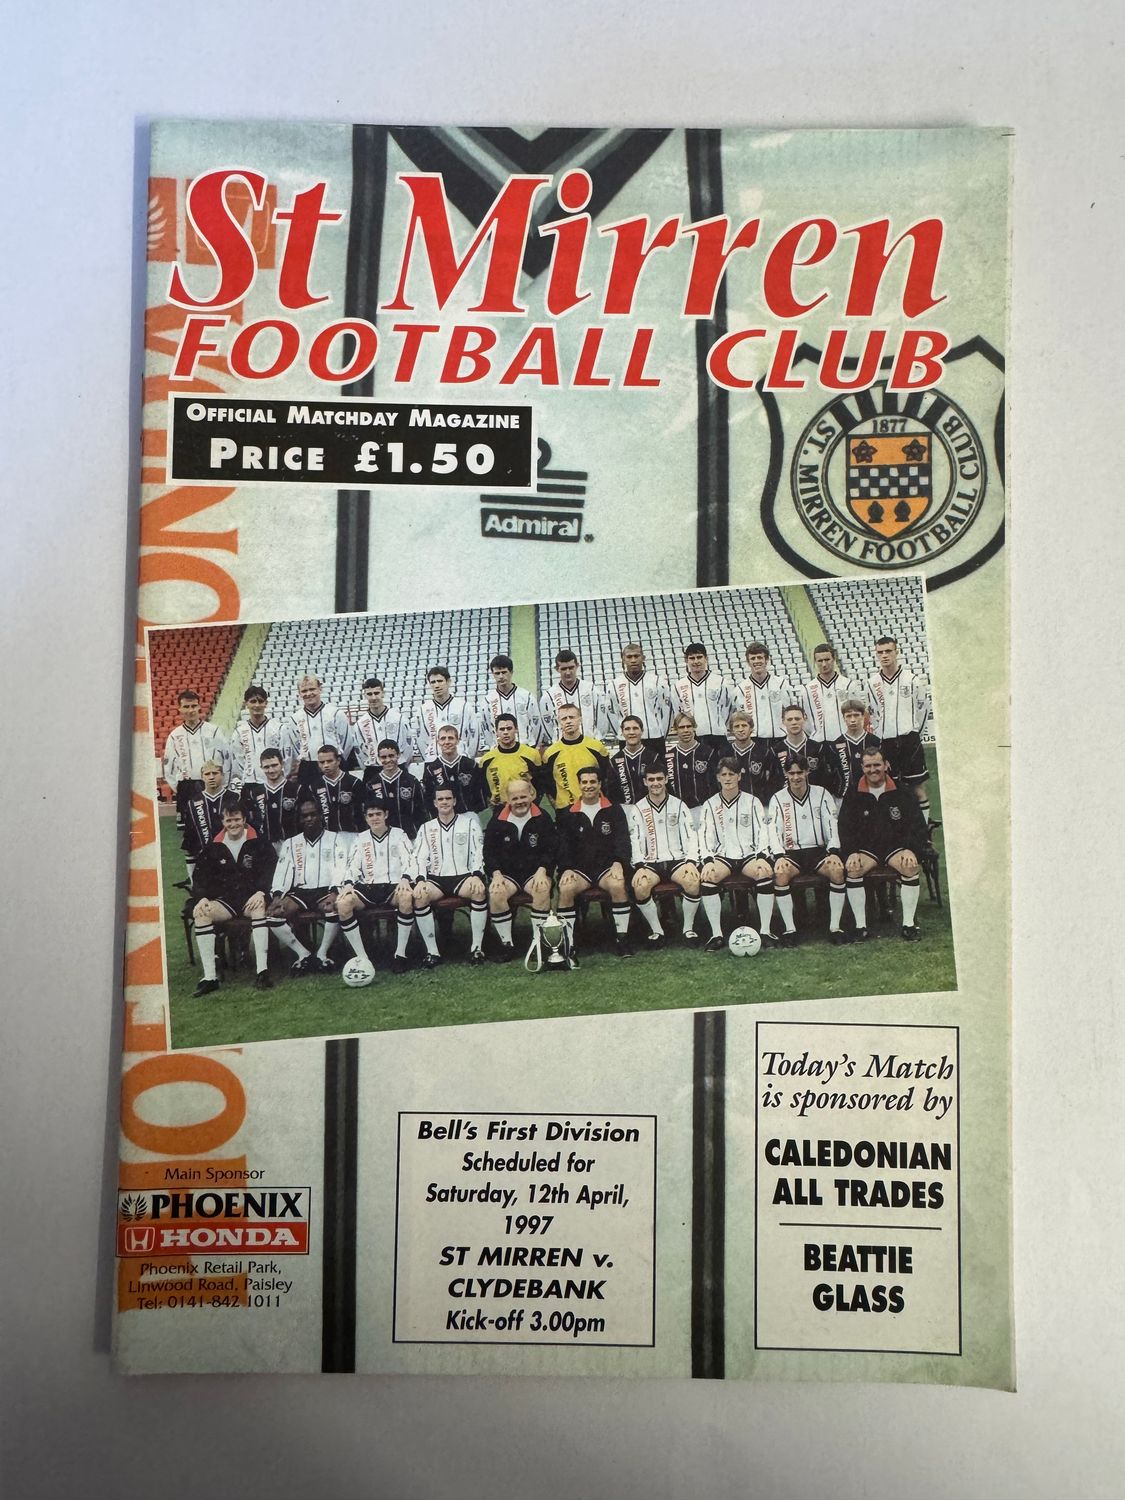 St Mirren
FOOTBALL CLUB
OFFICIAL MATCHDAY MAGAZINE
PRICE £1.50
Admiral
1877
ST. MIRREN FOOTBALL CLUB
Today's Match
is sponsored by
CALEDONIAN
ALL TRADES
BEATTIE
GLASS
Bell's First Division
Scheduled for
Saturday, 12th April,
1997
ST MIRREN v.
CLYDEBANK
Kick-off 3.00pm
Main Sponsor
PHOENIX
HONDA
Phoenix Retail Park,
Linwood Road, Paisley
Tel: 0141-842 1011